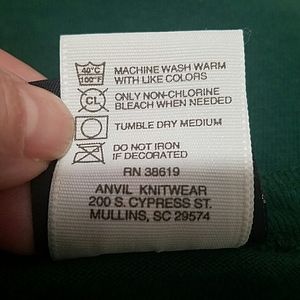 40°C MACHINE WASH WARM
100°F WITH LIKE COLORS
CL ONLY NON-CHLORINE
BLEACH WHEN NEEDED
TUMBLE DRY MEDIUM
DO NOT IRON
IF DECORATED
RN 38619
ANVIL KNITWEAR
200 S. CYPRESS ST.
MULLINS, SC 29574